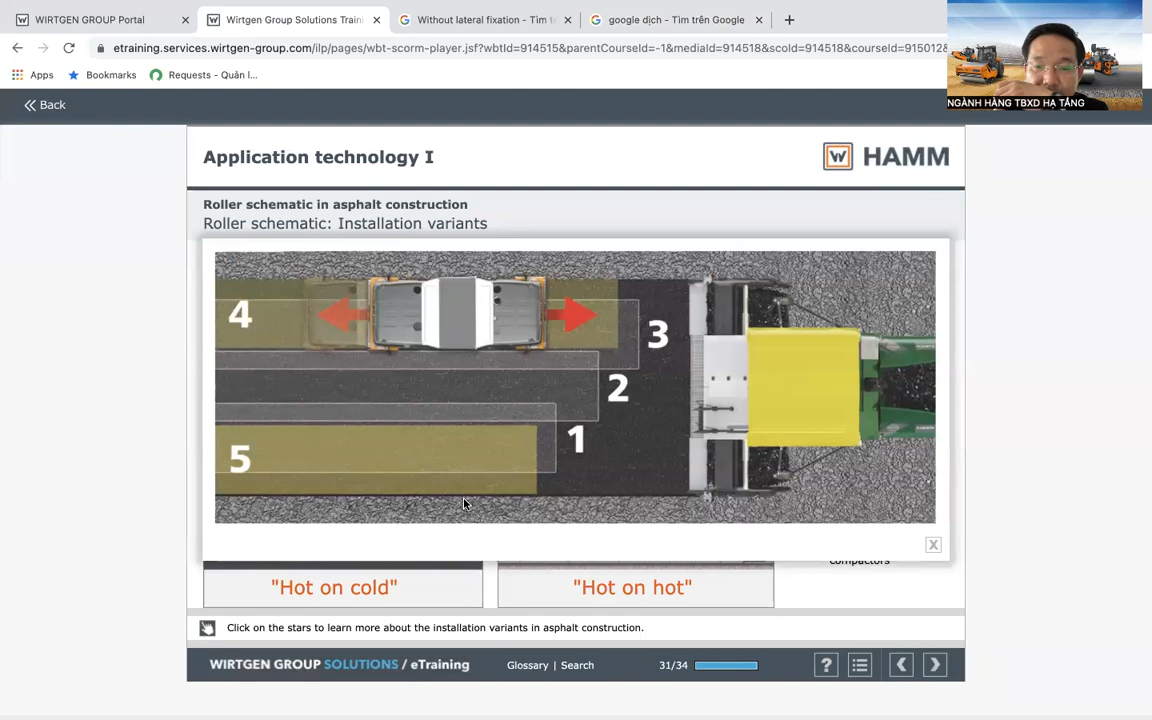 WIRTGEN GROUP Portal
Wirtgen Group Solutions Traini
Without lateral fixation - Tìm tr
google dịch - Tìm trên Google
etraining.services.wirtgen-group.com/ilp/pages/wbt-scorm-player.jsf?wbtId=914515&parentCourseId=-1&mediaId=914518&scoId=914518&courseId=915012&
Apps
Bookmarks
Requests - Quản l...
NGÀNH HÀNG TBXD HẠ TẦNG
Back
Application technology I
HAMM
Roller schematic in asphalt construction
Roller schematic: Installation variants
4
3
2
1
5
X
compactors
"Hot on cold"
"Hot on hot"
Click on the stars to learn more about the installation variants in asphalt construction.
WIRTGEN GROUP SOLUTIONS / eTraining
Glossary | Search
31/34
?